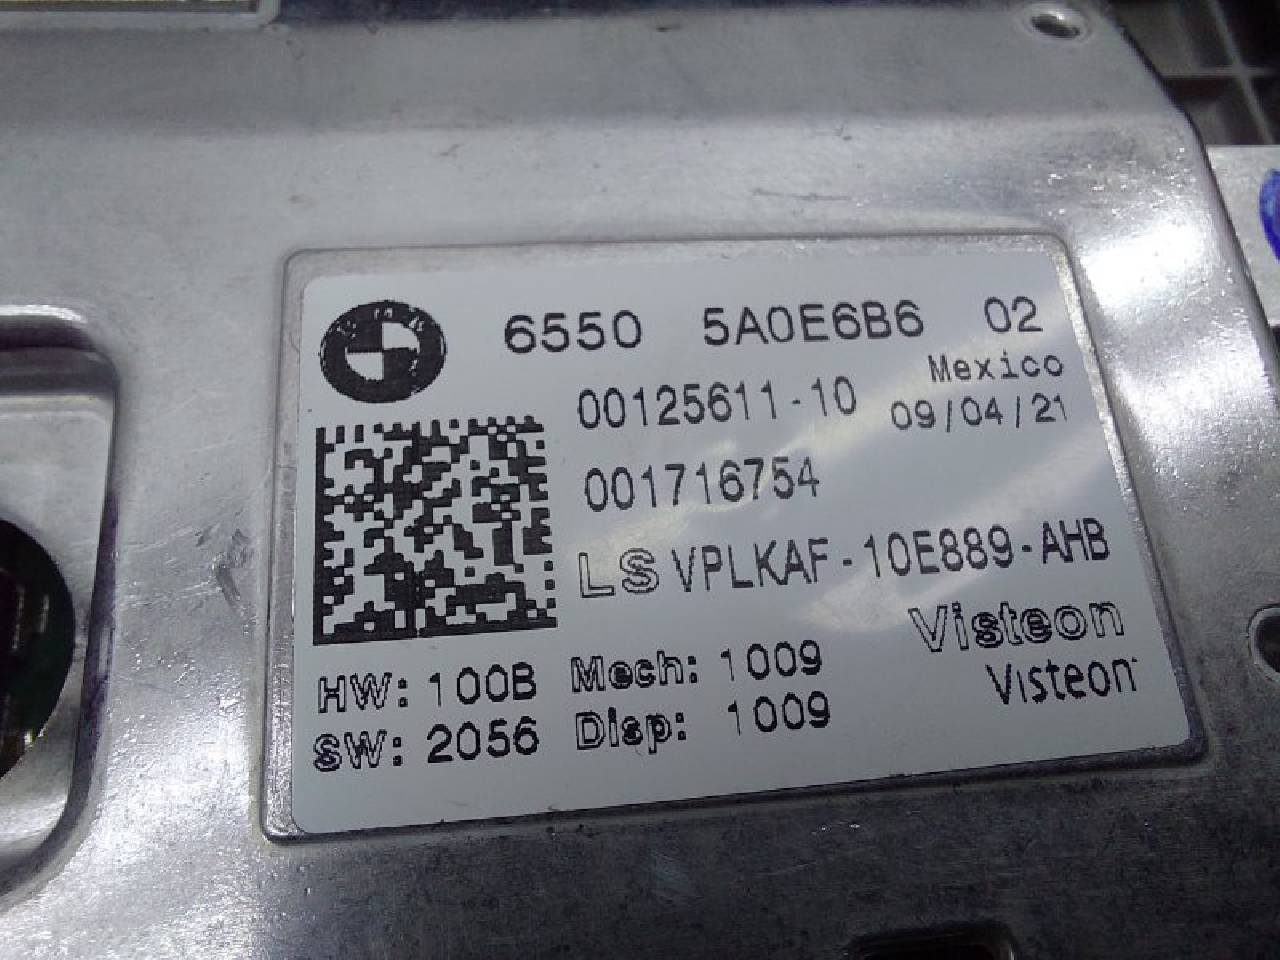 6550 5A0E6B6 02
Mexico
00125611-10 09/04/21
001716754
LS VPLKAF-10E889-AHB
Visteon
HW: 100B Mech: 1009
Visteon
SW: 2056 Disp: 1009